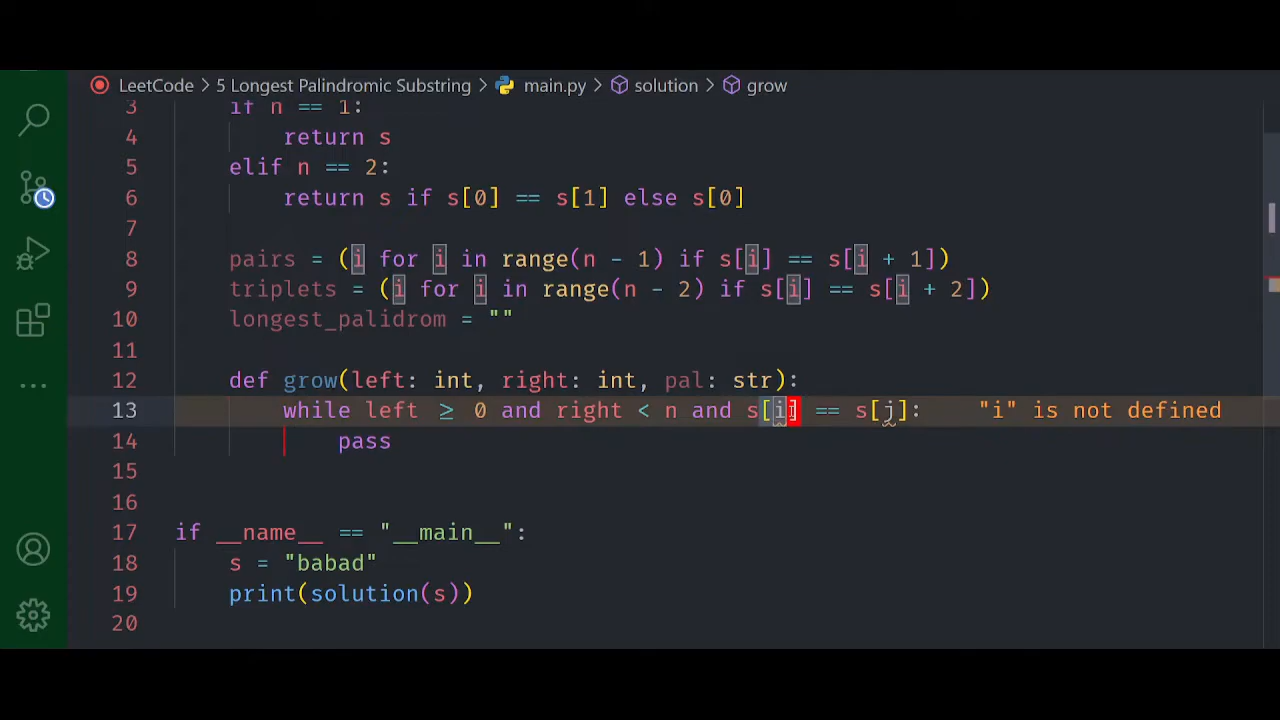 LeetCode > 5 Longest Palindromic Substring > main.py > solution > grow
3 if n == 1:
4 return s
5 elif n == 2:
6 return s if s[0] == s[1] else s[0]
7
8 pairs = (i for i in range(n - 1) if s[i] == s[i + 1])
9 triplets = (i for i in range(n - 2) if s[i] == s[i + 2])
10 longest_palidrom = ""
11
12 def grow(left: int, right: int, pal: str):
13 while left ≥ 0 and right < n and s[i] == s[j]: "i" is not defined
14 pass
15
16
17 if __name__ == "__main__":
18 s = "babad"
19 print(solution(s))
20